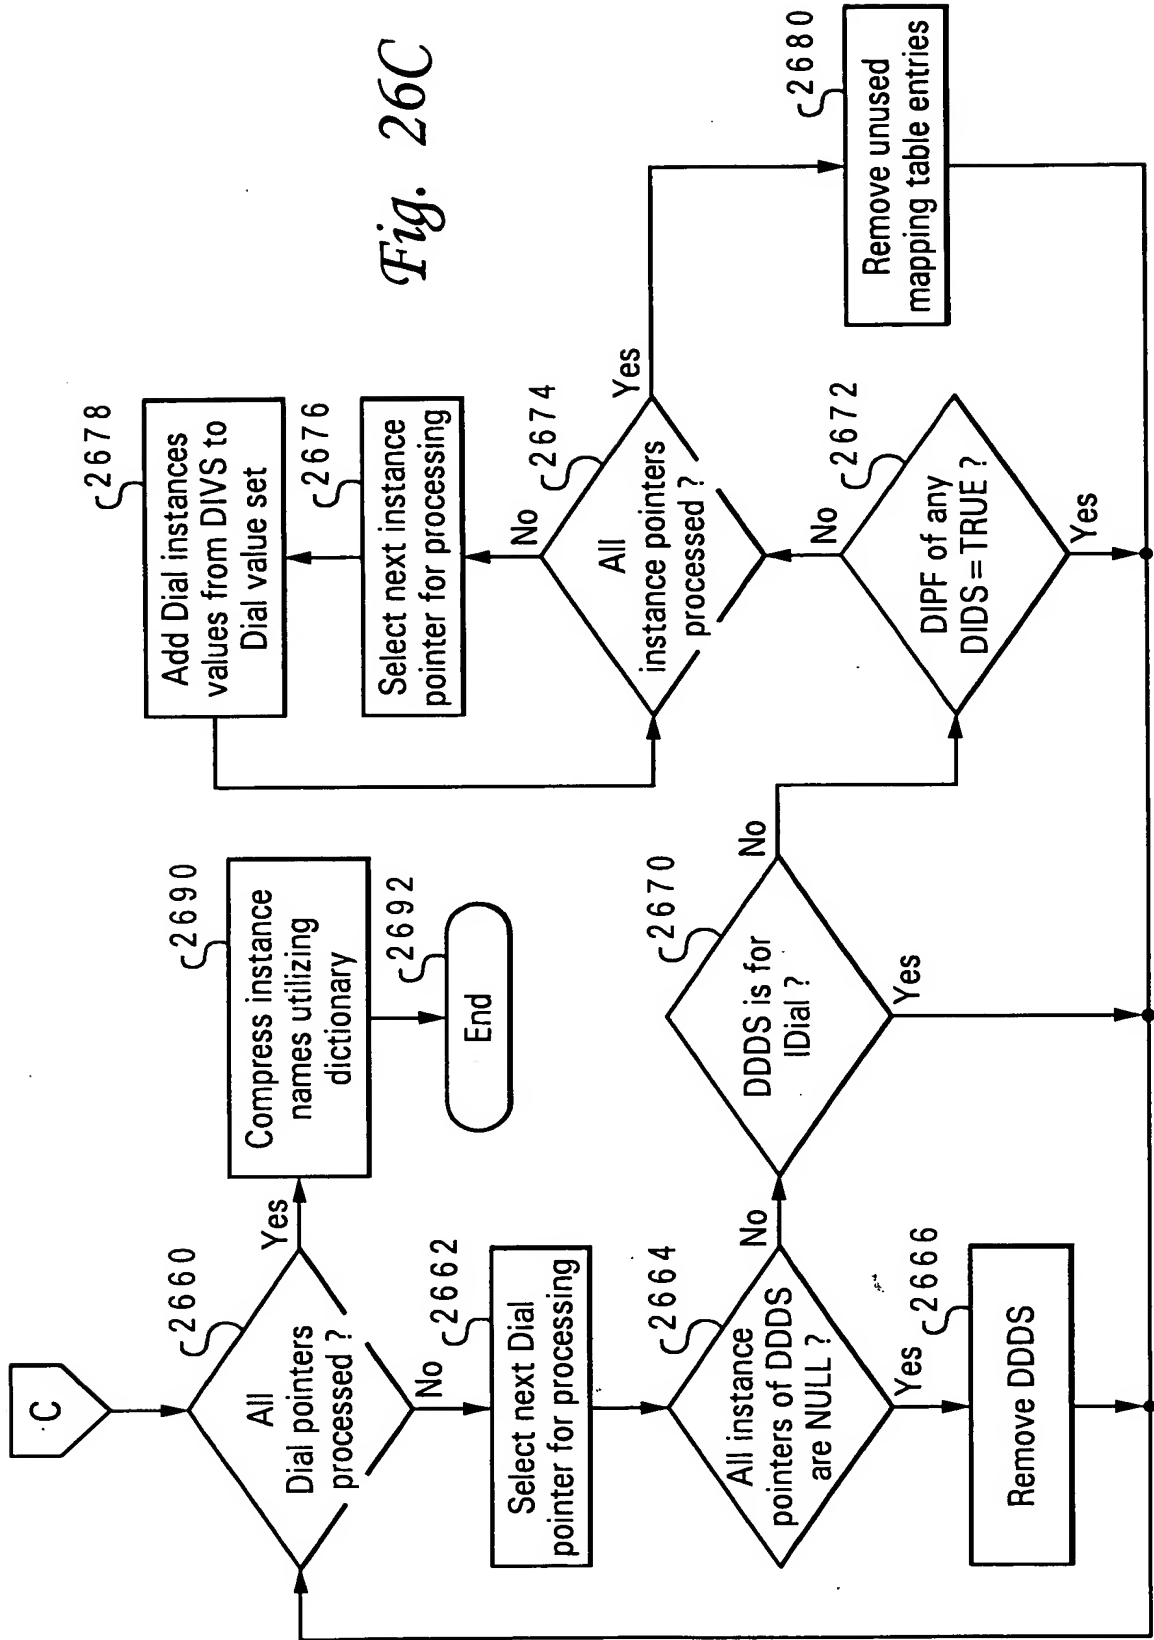 Fig. 26C
C
2660
All
Dial pointers
processed ?
Yes
No
2690
Compress instance
names utilizing
dictionary
2692
End
2662
Select next Dial
pointer for processing
2664
All instance
pointers of DDDS
are NULL ?
No
Yes
2666
Remove DDDS
2670
DDDS is for
IDial ?
No
Yes
2672
DIPF of any
DIDS = TRUE ?
No
Yes
2674
All
instance pointers
processed ?
No
Yes
2676
Select next instance
pointer for processing
2678
Add Dial instances
values from DIVS to
Dial value set
2680
Remove unused
mapping table entries